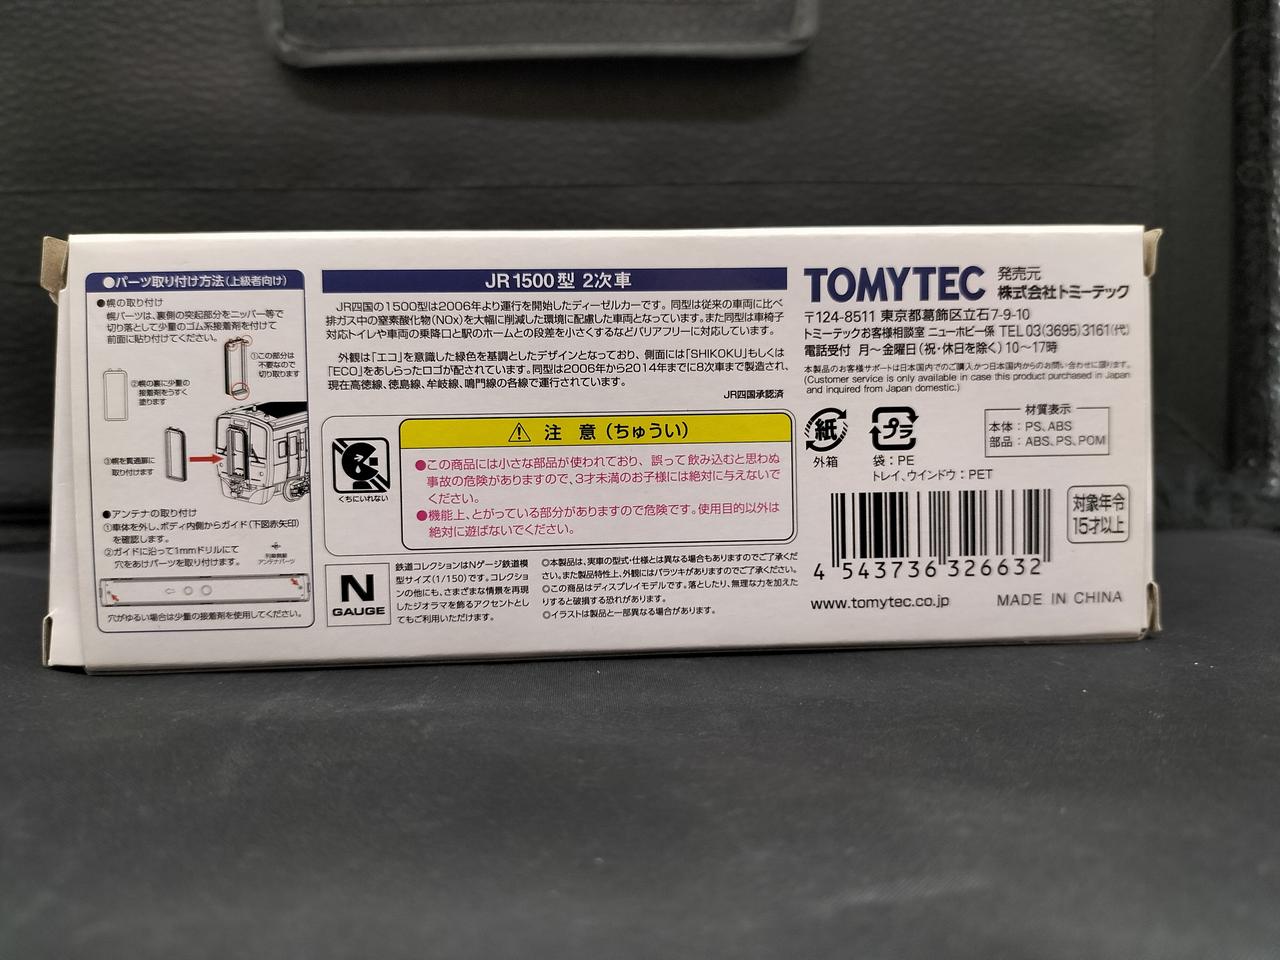 ●パーツ取り付け方法(上級者向け)
●幌の取り付け
幌パーツは、裏側の突起部分をニッパー等で
切り落として少量のゴム系接着剤を付けて
前面に貼り付けてください。
①この部分は
不要なので
切り取ります
②幌の裏に少量の
接着剤をうすく
塗ります
③幌を貫通扉に
取り付けます
●アンテナの取り付け
①車体を外し、ボディ内側からガイド(下図赤矢印)
を確認します。
②ガイドに沿って1mmドリルにて
穴をあけパーツを取り付けます。
列車無線
アンテナパーツ
穴がゆるい場合は少量の接着剤を使用してください。
JR1500型 2次車
JR四国の1500型は2006年より運行を開始したディーゼルカーです。同型は従来の車両に比べ
排ガス中の窒素酸化物(NOx)を大幅に削減した環境に配慮した車両となっています。また同型は車椅子
対応トイレや車両の乗降口と駅のホームとの段差を小さくするなどバリアフリーに対応しています。
外観は「エコ」を意識した緑色を基調としたデザインとなっており、側面には「SHIKOKU」もしくは
「ECO」をあしらったロゴが配されています。同型は2006年から2014年までに8次車まで製造され、
現在高徳線、徳島線、牟岐線、鳴門線の各線で運行されています。
JR四国承認済
くちにいれない
注 意(ちゅうい)
●この商品には小さな部品が使われており、誤って飲み込むと思わぬ
事故の危険がありますので、3才未満のお子様には絶対に与えないで
ください。
●機能上、とがっている部分がありますので危険です。使用目的以外は
絶対に遊ばないでください。
N
GAUGE
鉄道コレクションはNゲージ鉄道模
型サイズ(1/150)です。コレクショ
ンの他にも、さまざまな情景を再現
したジオラマを飾るアクセントとし
てもご利用いただけます。
◎本製品は、実車の型式・仕様とは異なる場合もありますのでご了承くだ
さい。また製品特性上、外観にはバラツキがありますのでご了承ください。
◎この商品はディスプレイモデルです。落としたり、無理な力を加えた
りすると破損する恐れがあります。
◎イラストは製品と一部異なる場合があります。
TOMYTEC
発売元
株式会社トミーテック
〒124-8511 東京都葛飾区立石7-9-10
トミーテックお客様相談室 ニューホビー係 TEL 03(3695)3161(代)
電話受付 月~金曜日(祝・休日を除く)10~17時
本製品のお客様サポートは日本国内でのご購入かつ日本国内からのお問い合わせに限ります。
(Customer service is only available in case this product purchased in Japan
and inquired from Japan domestic.)
紙
外箱
プラ
袋:PE
トレイ、ウインドウ:PET
材質表示
本体:PS、ABS
部品:ABS、PS、POM
対象年令
15才以上
4 543736 326632
www.tomytec.co.jp
MADE IN CHINA